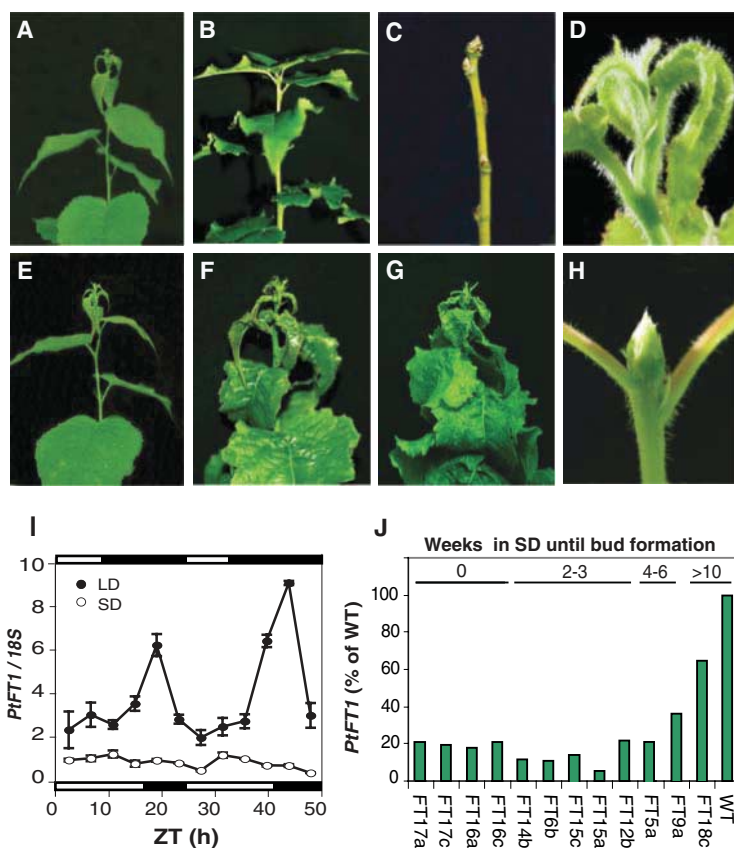 A
B
C
D
E
F
G
H
I
10
8
6
4
2
0
PtFT1 / 18S
LD
SD
0 10 20 30 40 50
ZT (h)
J
Weeks in SD until bud formation
0 2-3 4-6 >10
100
80
60
40
20
0
PtFT1 (% of WT)
FT17a
FT17c
FT16a
FT16c
FT14b
FT6b
FT15c
FT15a
FT12b
FT5a
FT9a
FT18c
WT